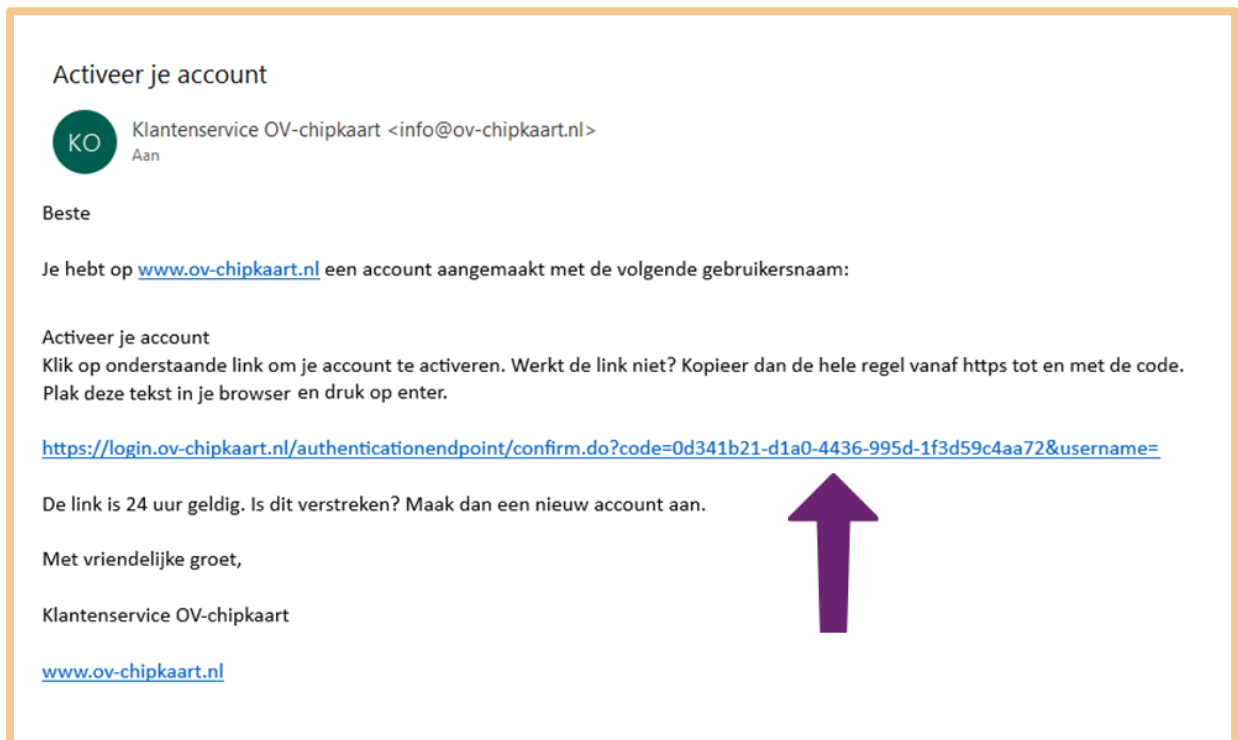 Activeer je account
KO
Klantenservice OV-chipkaart <info@ov-chipkaart.nl>
Aan
Beste
Je hebt op www.ov-chipkaart.nl een account aangemaakt met de volgende gebruikersnaam:
Activeer je account
Klik op onderstaande link om je account te activeren. Werkt de link niet? Kopieer dan de hele regel vanaf https tot en met de code.
Plak deze tekst in je browser en druk op enter.
https://login.ov-chipkaart.nl/authenticationendpoint/confirm.do?code=0d341b21-d1a0-4436-995d-1f3d59c4aa72&username=
De link is 24 uur geldig. Is dit verstreken? Maak dan een nieuw account aan.
Met vriendelijke groet,
Klantenservice OV-chipkaart
www.ov-chipkaart.nl